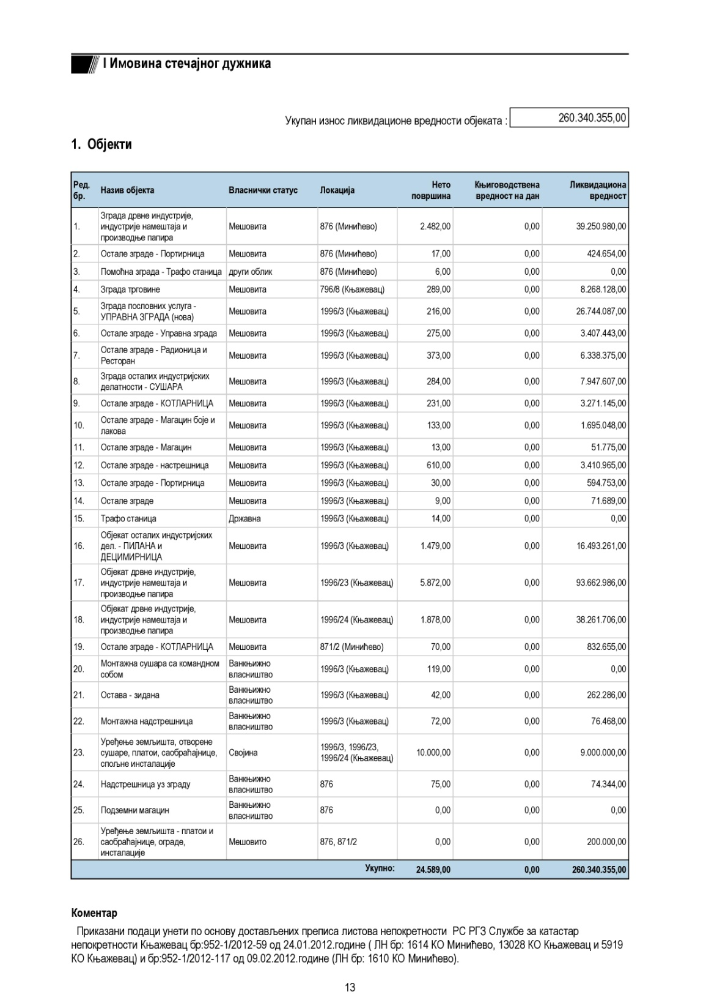 I Имовина стечајног дужника
Укупан износ ликвидационе вредности објеката : 260.340.355,00
1. Објекти
Ред. бр. Назив објекта Власнички статус Локација Нето површина Књиговодствена вредност на дан Ликвидациона вредност
1. Зграда дрвне индустрије, индустрије намештаја и производње папира Мешовита 876 (Минићево) 2.482,00 0,00 39.250.980,00
2. Остале зграде - Портирница Мешовита 876 (Минићево) 17,00 0,00 424.654,00
3. Помоћна зграда - Трафо станица други облик 876 (Минићево) 6,00 0,00 0,00
4. Зграда трговине Мешовита 796/8 (Књажевац) 289,00 0,00 8.268.128,00
5. Зграда пословних услуга - УПРАВНА ЗГРАДА (нова) Мешовита 1996/3 (Књажевац) 216,00 0,00 26.744.087,00
6. Остале зграде - Управна зграда Мешовита 1996/3 (Књажевац) 275,00 0,00 3.407.443,00
7. Остале зграде - Радионица и Ресторан Мешовита 1996/3 (Књажевац) 373,00 0,00 6.338.375,00
8. Зграда осталих индустријских делатности - СУШАРА Мешовита 1996/3 (Књажевац) 284,00 0,00 7.947.607,00
9. Остале зграде - КОТЛАРНИЦА Мешовита 1996/3 (Књажевац) 231,00 0,00 3.271.145,00
10. Остале зграде - Магацин боје и лакова Мешовита 1996/3 (Књажевац) 133,00 0,00 1.695.048,00
11. Остале зграде - Магацин Мешовита 1996/3 (Књажевац) 13,00 0,00 51.775,00
12. Остале зграде - настрешница Мешовита 1996/3 (Књажевац) 610,00 0,00 3.410.965,00
13. Остале зграде - Портирница Мешовита 1996/3 (Књажевац) 30,00 0,00 594.753,00
14. Остале зграде Мешовита 1996/3 (Књажевац) 9,00 0,00 71.689,00
15. Трафо станица Државна 1996/3 (Књажевац) 14,00 0,00 0,00
16. Објекат осталих индустријских дел. - ПИЛАНА и ДЕЦИМИРНИЦА Мешовита 1996/3 (Књажевац) 1.479,00 0,00 16.493.261,00
17. Објекат дрвне индустрије, индустрије намештаја и производње папира Мешовита 1996/23 (Књажевац) 5.872,00 0,00 93.662.986,00
18. Објекат дрвне индустрије, индустрије намештаја и производње папира Мешовита 1996/24 (Књажевац) 1.878,00 0,00 38.261.706,00
19. Остале зграде - КОТЛАРНИЦА Мешовита 871/2 (Минићево) 70,00 0,00 832.655,00
20. Монтажна сушара са командном собом Ванкњижно власништво 1996/3 (Књажевац) 119,00 0,00 0,00
21. Остава - зидана Ванкњижно власништво 1996/3 (Књажевац) 42,00 0,00 262.286,00
22. Монтажна надстрешница Ванкњижно власништво 1996/3 (Књажевац) 72,00 0,00 76.468,00
23. Уређење земљишта, отворене сушаре, платои, саобраћајнице, спољне инсталације Својина 1996/3, 1996/23, 1996/24 (Књажевац) 10.000,00 0,00 9.000.000,00
24. Надстрешница уз зграду Ванкњижно власништво 876 75,00 0,00 74.344,00
25. Подземни магацин Ванкњижно власништво 876 0,00 0,00 0,00
26. Уређење земљишта - платои и саобраћајнице, ограде, инсталације Мешовито 876, 871/2 0,00 0,00 200.000,00
Укупно: 24.589,00 0,00 260.340.355,00
Коментар
Приказани подаци унети по основу достављених преписа листова непокретности РС РГЗ Службе за катастар
непокретности Књажевац бр:952-1/2012-59 од 24.01.2012.године ( ЛН бр: 1614 КО Минићево, 13028 КО Књажевац и 5919
КО Књажевац) и бр:952-1/2012-117 од 09.02.2012.године (ЛН бр: 1610 КО Минићево).
13